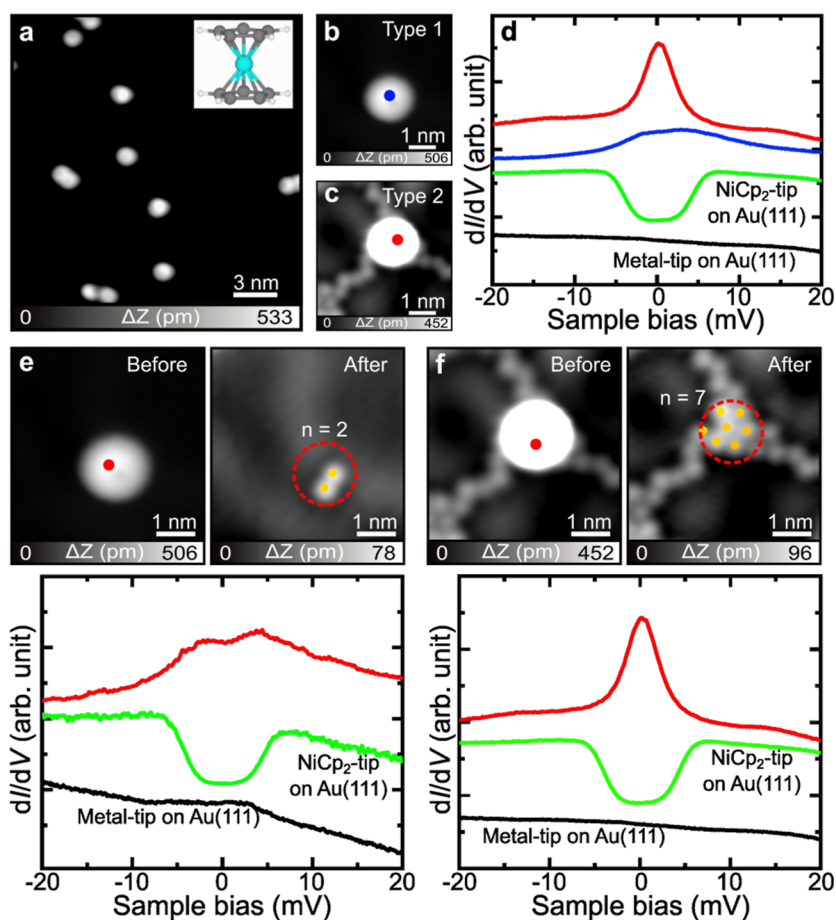 a
3 nm
0 ΔZ (pm) 533
b Type 1
1 nm
0 ΔZ (pm) 506
c Type 2
1 nm
0 ΔZ (pm) 452
d
dI/dV (arb. unit)
NiCp₂-tip
on Au(111)
Metal-tip on Au(111)
-20 -10 0 10 20
Sample bias (mV)
e Before
1 nm
0 ΔZ (pm) 506
After
n = 2
1 nm
0 ΔZ (pm) 78
dI/dV (arb. unit)
NiCp₂-tip
on Au(111)
Metal-tip on Au(111)
-20 -10 0 10 20
Sample bias (mV)
f Before
1 nm
0 ΔZ (pm) 452
After
n = 7
1 nm
0 ΔZ (pm) 96
dI/dV (arb. unit)
NiCp₂-tip
on Au(111)
Metal-tip on Au(111)
-20 -10 0 10 20
Sample bias (mV)